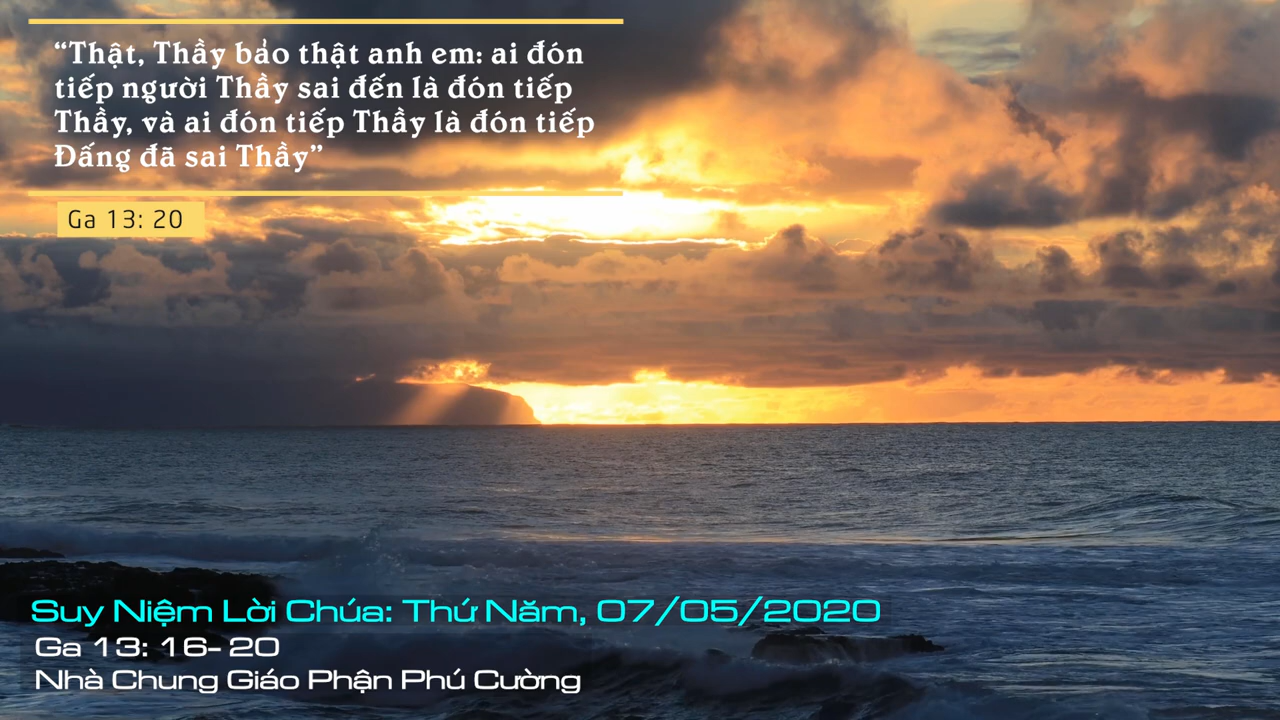 “Thật, Thầy bảo thật anh em: ai đón
tiếp người Thầy sai đến là đón tiếp
Thầy, và ai đón tiếp Thầy là đón tiếp
Đấng đã sai Thầy”
Ga 13: 20
Suy Niệm Lời Chúa: Thứ Năm, 07/05/2020
Ga 13: 16- 20
Nhà Chung Giáo Phận Phú Cường